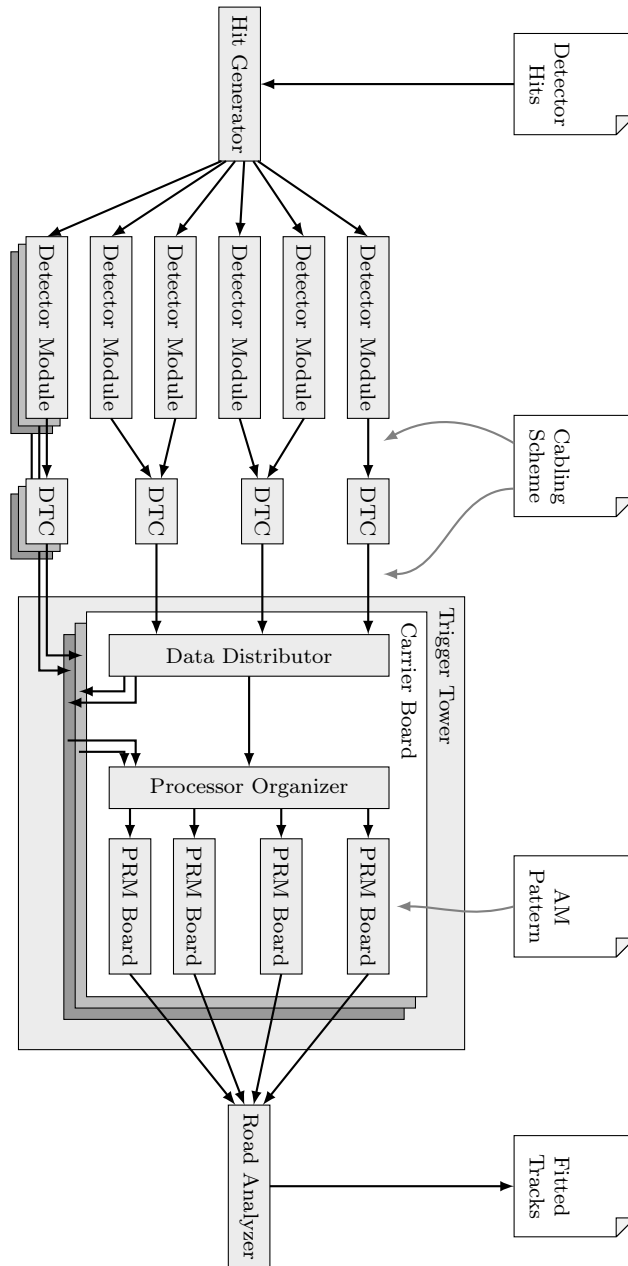 Detector
Hits
Hit Generator
Detector Module
Detector Module
Detector Module
Detector Module
Detector Module
Detector Module
Cabling
Scheme
DTC
DTC
DTC
DTC
Trigger Tower
Carrier Board
Data Distributor
Processor Organizer
PRM Board
PRM Board
PRM Board
PRM Board
AM
Pattern
Road Analyzer
Fitted
Tracks